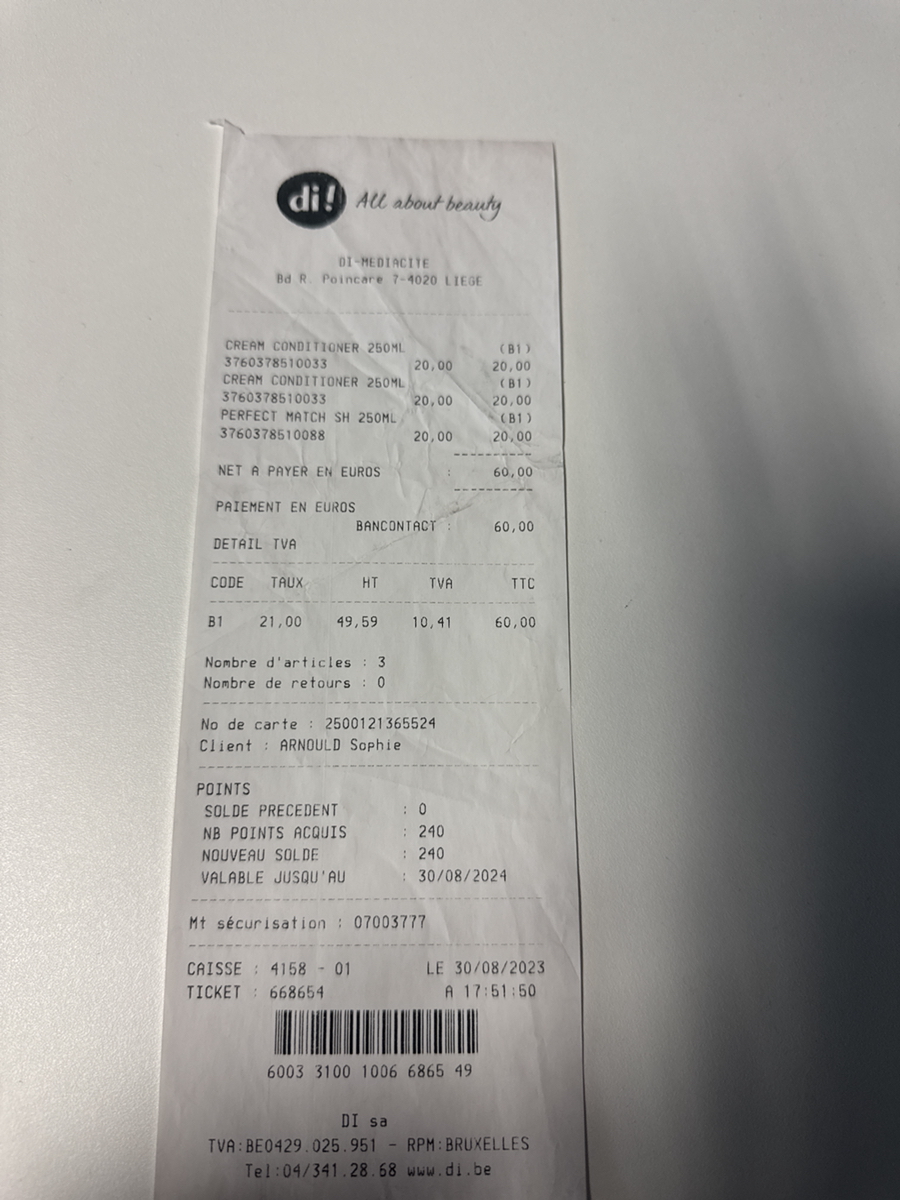 di! All about beauty
DI-MEDIACITE
Bd R. Poincare 7-4020 LIEGE
CREAM CONDITIONER 250ML (B1)
3760378510033 20,00 20,00
CREAM CONDITIONER 250ML (B1)
3760378510033 20,00 20,00
PERFECT MATCH SH 250ML (B1)
3760378510088 20,00 20,00
NET A PAYER EN EUROS : 60,00
PAIEMENT EN EUROS
BANCONTACT : 60,00
DETAIL TVA
CODE TAUX HT TVA TTC
B1 21,00 49,59 10,41 60,00
Nombre d'articles : 3
Nombre de retours : 0
No de carte : 2500121365524
Client : ARNOULD Sophie
POINTS
SOLDE PRECEDENT : 0
NB POINTS ACQUIS : 240
NOUVEAU SOLDE : 240
VALABLE JUSQU'AU : 30/08/2024
Mt sécurisation : 07003777
CAISSE : 4158 - 01 LE 30/08/2023
TICKET : 668654 A 17:51:50
6003 3100 1006 6865 49
DI sa
TVA:BE0429.025.951 - RPM:BRUXELLES
Tel:04/341.28.68 www.di.be